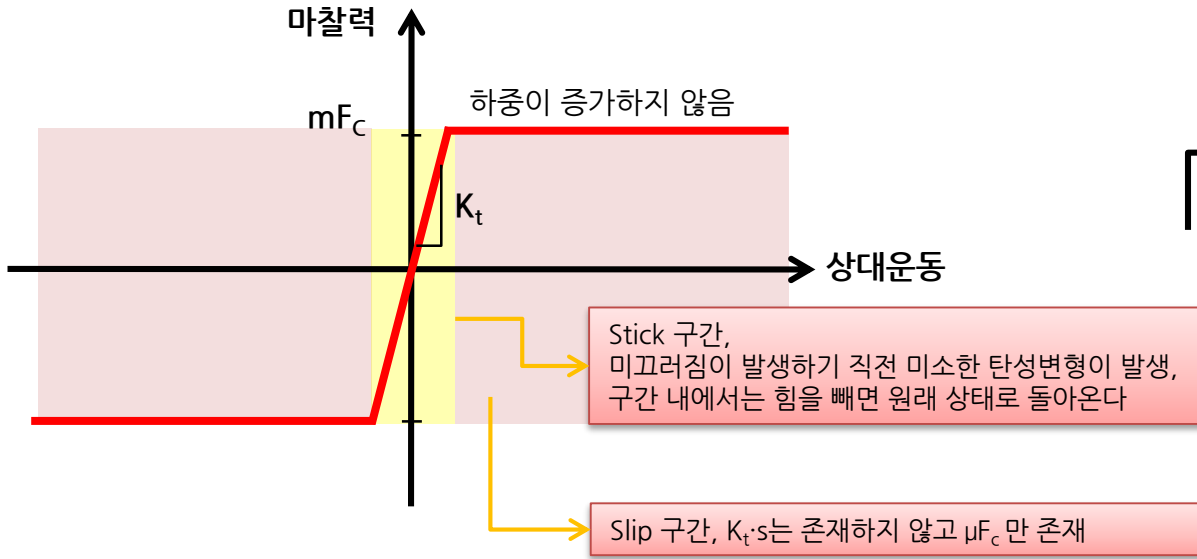 마찰력
하중이 증가하지 않음
mF_C
K_t
상대운동
Stick 구간,
미끄러짐이 발생하기 직전 미소한 탄성변형이 발생,
구간 내에서는 힘을 빼면 원래 상태로 돌아온다
Slip 구간, K_t·s는 존재하지 않고 μF_c 만 존재